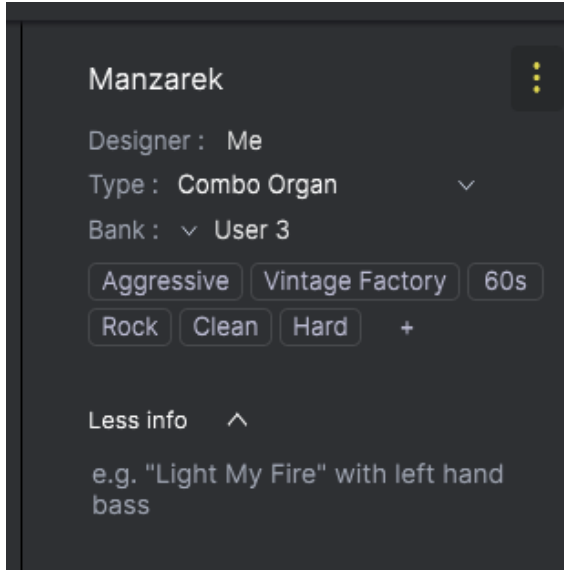 Manzarek
Designer : Me
Type : Combo Organ
Bank : User 3
Aggressive Vintage Factory 60s
Rock Clean Hard +
Less info
e.g. "Light My Fire" with left hand
bass